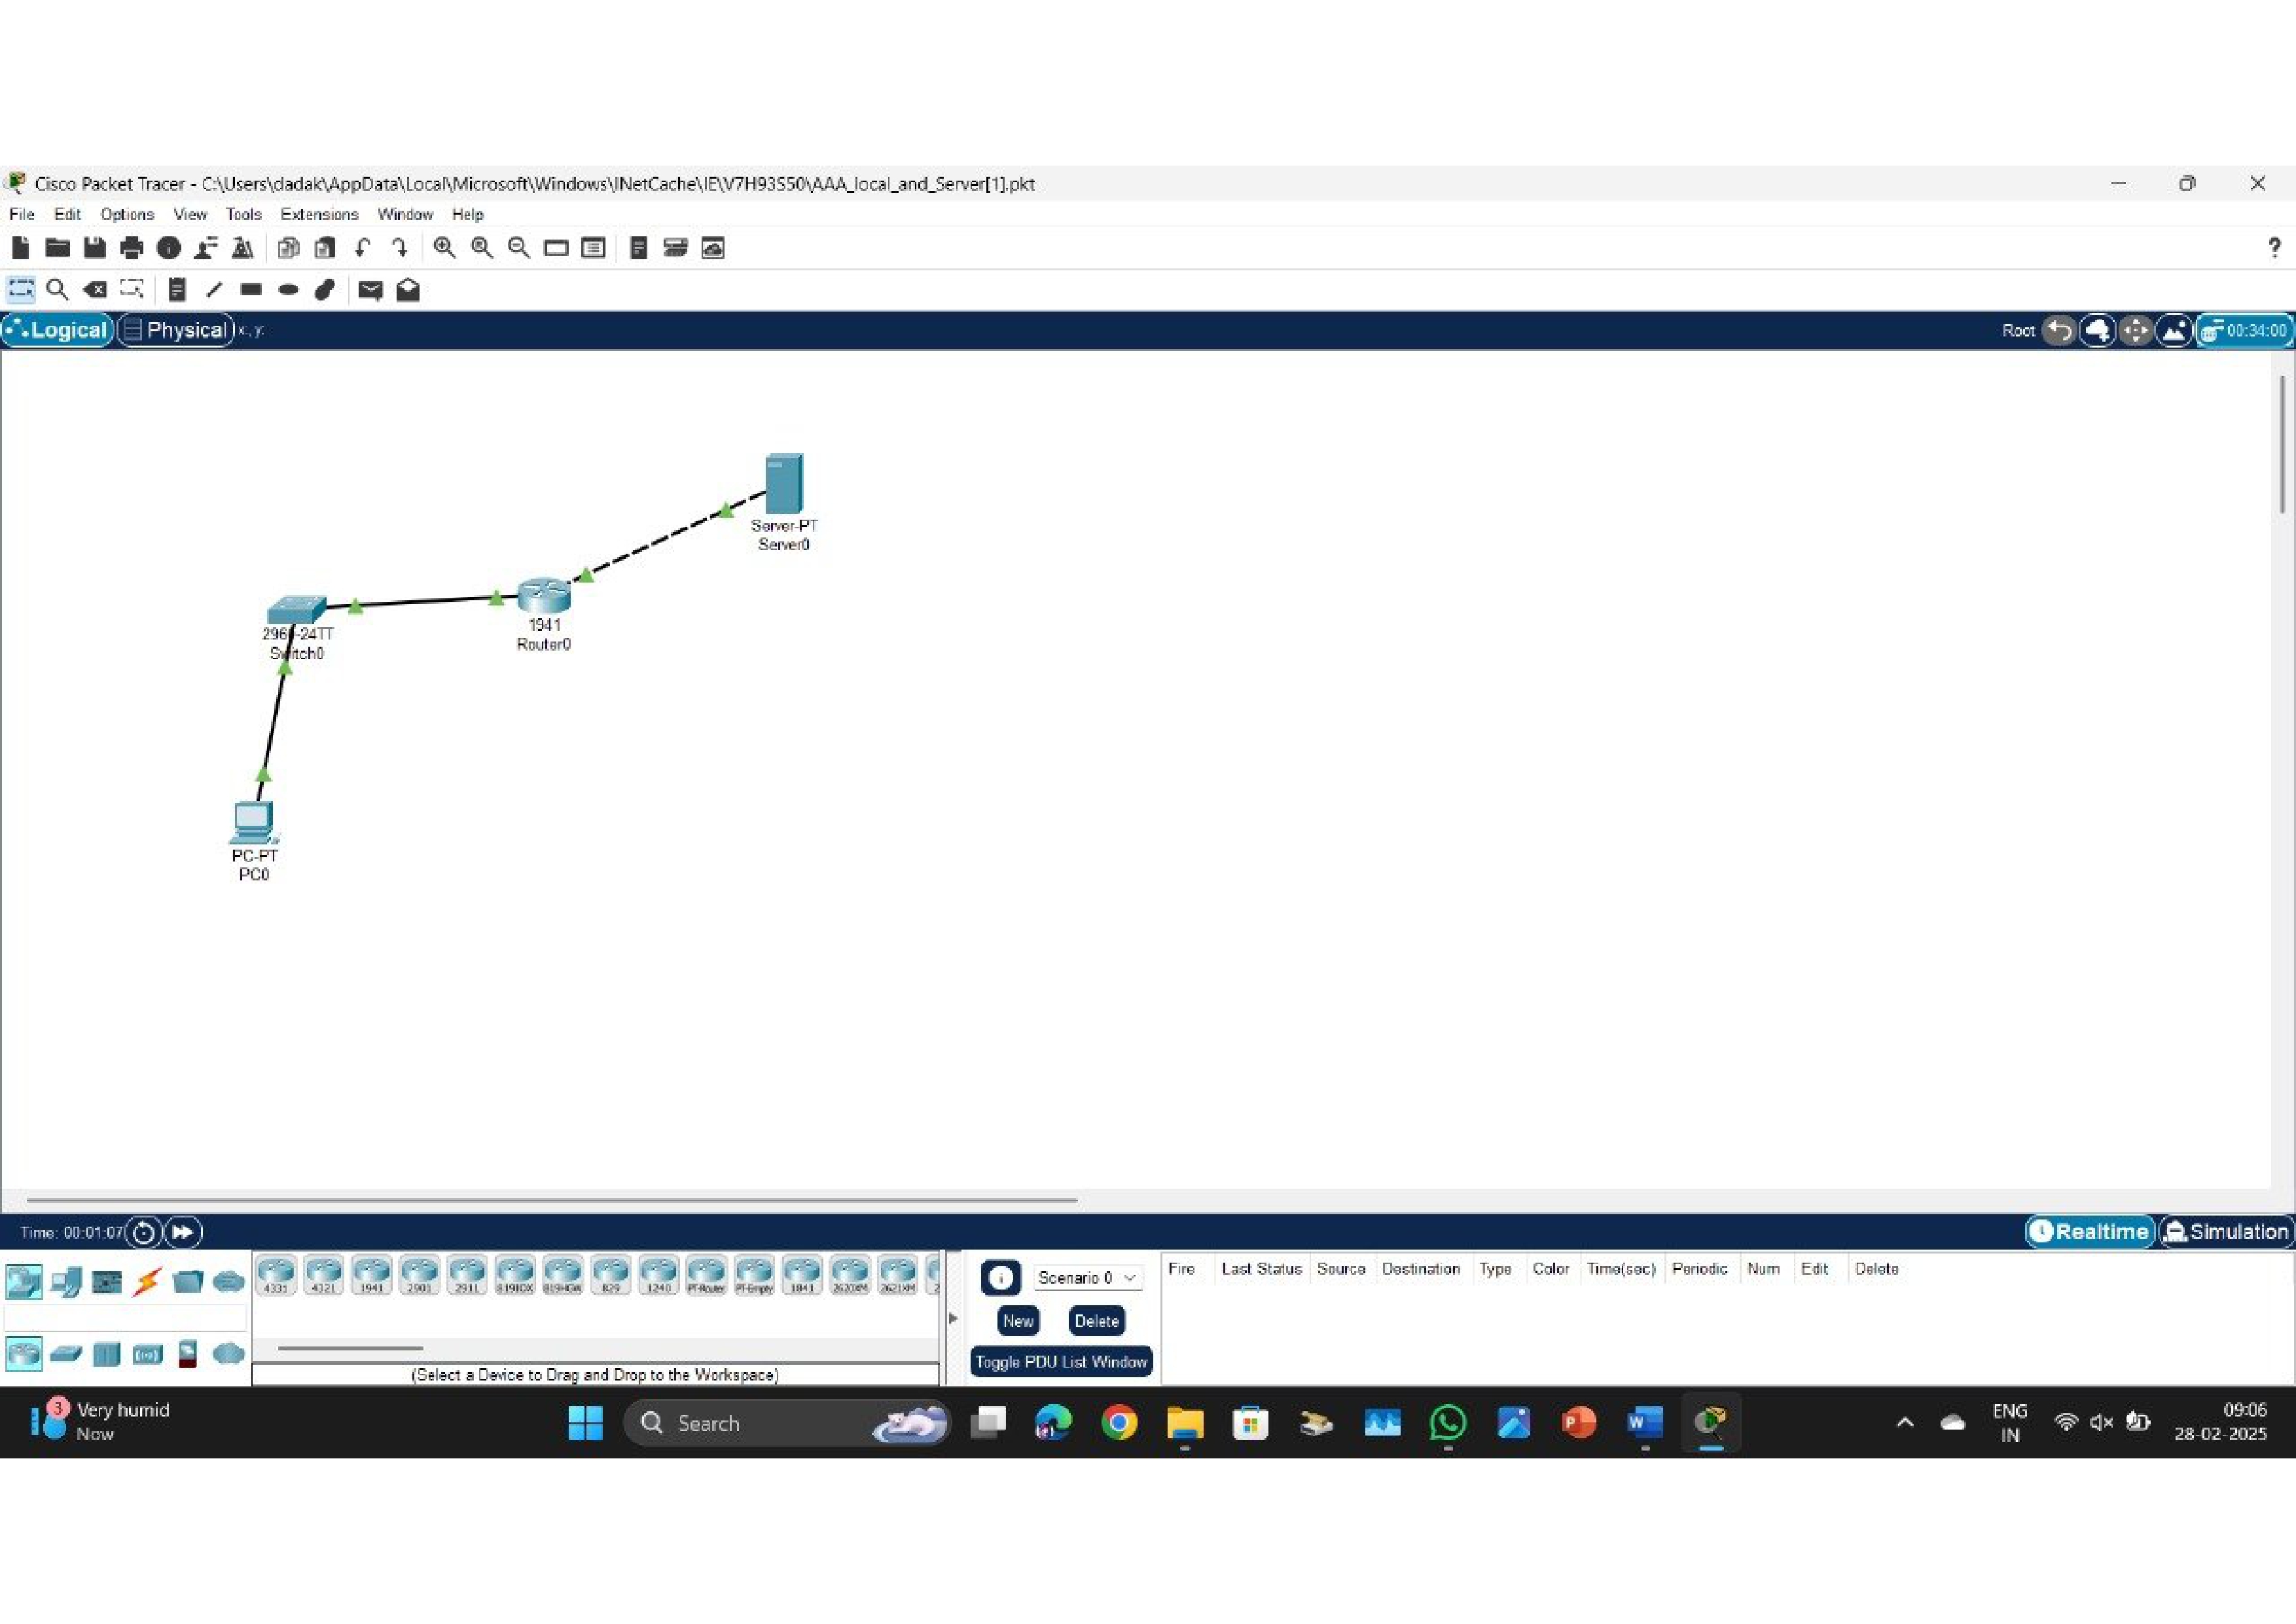 Cisco Packet Tracer - C:\Users\dadak\AppData\Local\Microsoft\Windows\INetCache\IE\V7H93S50\AAA_local_and_Server[1].pkt
File Edit Options View Tools Extensions Window Help
?
Logical Physical x:, y:
Root 00:34:00
Server-PT
Server0
1941
Router0
2960-24TT
Switch0
PC-PT
PC0
Time: 00:01:07
Realtime Simulation
4331 4321 1941 2901 2911 819IOX 819HGW 829 1240 PT-Router PT-Empty 1841 2620XM 2621XM 2
(Select a Device to Drag and Drop to the Workspace)
Scenario 0
New Delete
Toggle PDU List Window
Fire Last Status Source Destination Type Color Time(sec) Periodic Num Edit Delete
3
Very humid
Now
Search
ENG
IN
09:06
28-02-2025